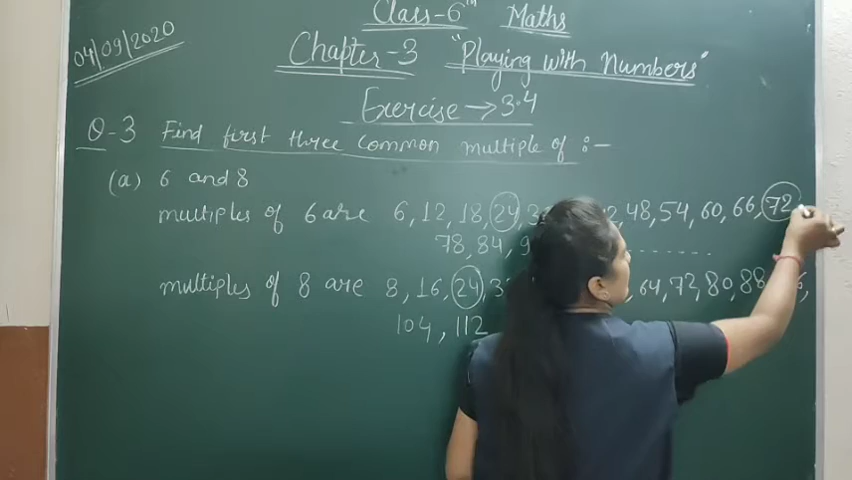 Class-6th Maths
04/09/2020
Chapter-3 "Playing with Numbers"
Exercise → 3.4
Q-3 Find first three common multiple of :-
(a) 6 and 8
multiples of 6 are 6, 12, 18, 24, 48, 54, 60, 66, 72
78, 84, ........
multiples of 8 are 8, 16, 24, 64, 72, 80, 88,
104, 112